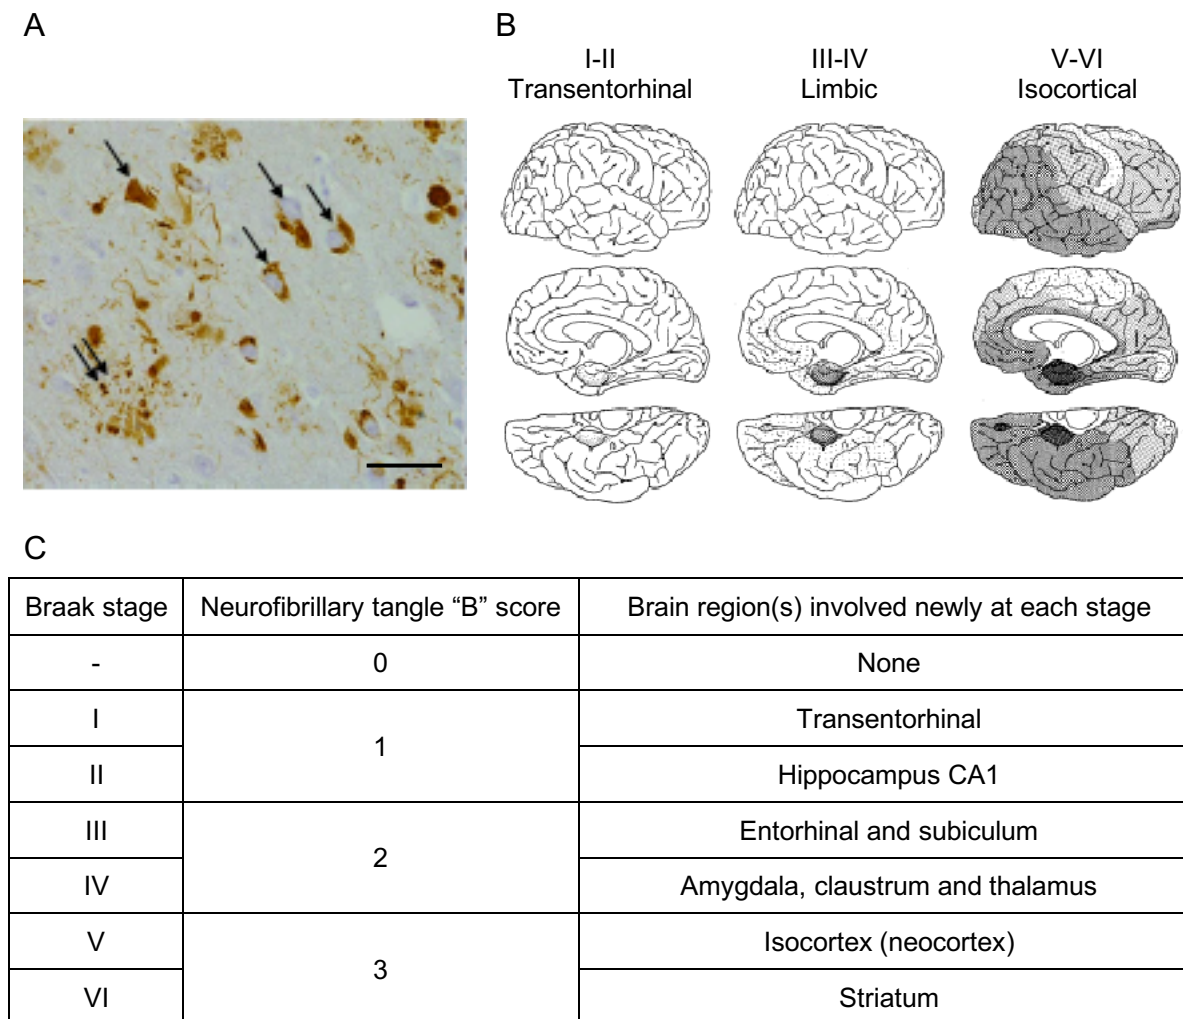 A
B
I-II
Transentorhinal
III-IV
Limbic
V-VI
Isocortical
C
Braak stage
Neurofibrillary tangle “B” score
Brain region(s) involved newly at each stage
-
0
None
I
1
Transentorhinal
II
Hippocampus CA1
III
2
Entorhinal and subiculum
IV
Amygdala, claustrum and thalamus
V
3
Isocortex (neocortex)
VI
Striatum